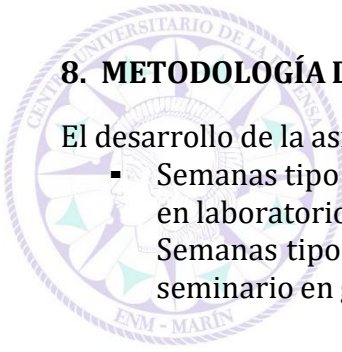 UNIVERSITARIO DE LA
8. METODOLOGÍA D
El desarrollo de la asi
Semanas tipo
en laboratorio
Semanas tipo
seminario en g
ENM - MARÍN